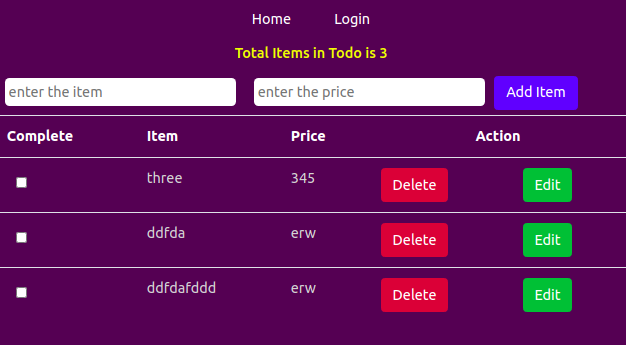 Home Login
Total Items in Todo is 3
enter the item enter the price Add Item
Complete Item Price Action
three 345 Delete Edit
ddfda erw Delete Edit
ddfdafddd erw Delete Edit